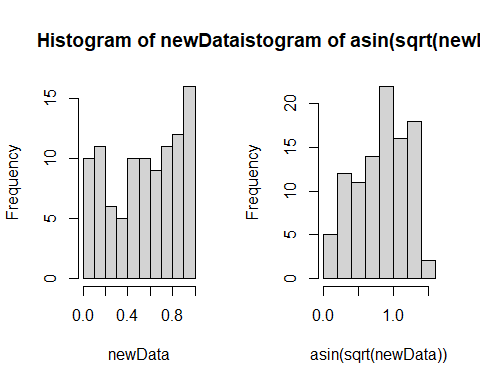 Histogram of newDataistogram of asin(sqrt(newl
Frequency
0
5
10
15
0.0
0.4
0.8
newData
Frequency
0
5
10
15
20
0.0
1.0
asin(sqrt(newData))